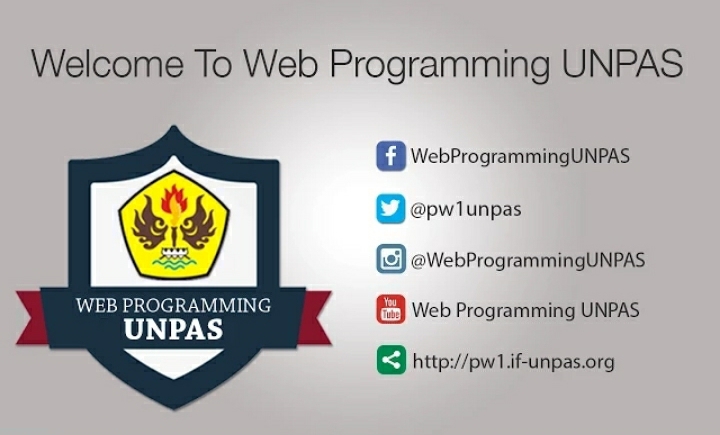 Welcome To Web Programming UNPAS
WEB PROGRAMMING
UNPAS
WebProgrammingUNPAS
@pw1unpas
@WebProgrammingUNPAS
You
Tube
Web Programming UNPAS
http://pw1.if-unpas.org